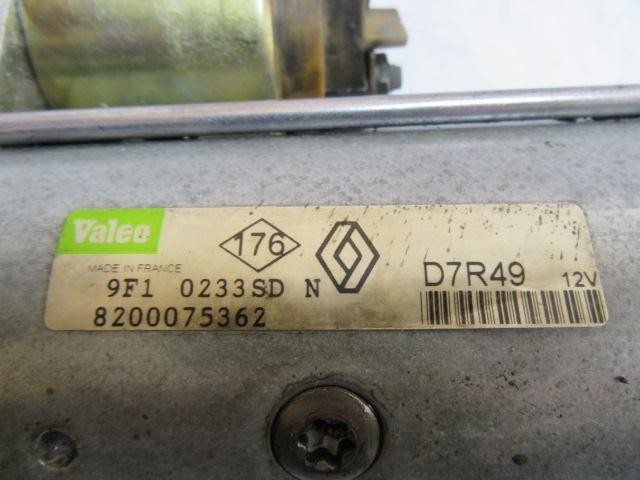 Valeo
176
MADE IN FRANCE
D7R49 12V
9F1 0233SD N
8200075362